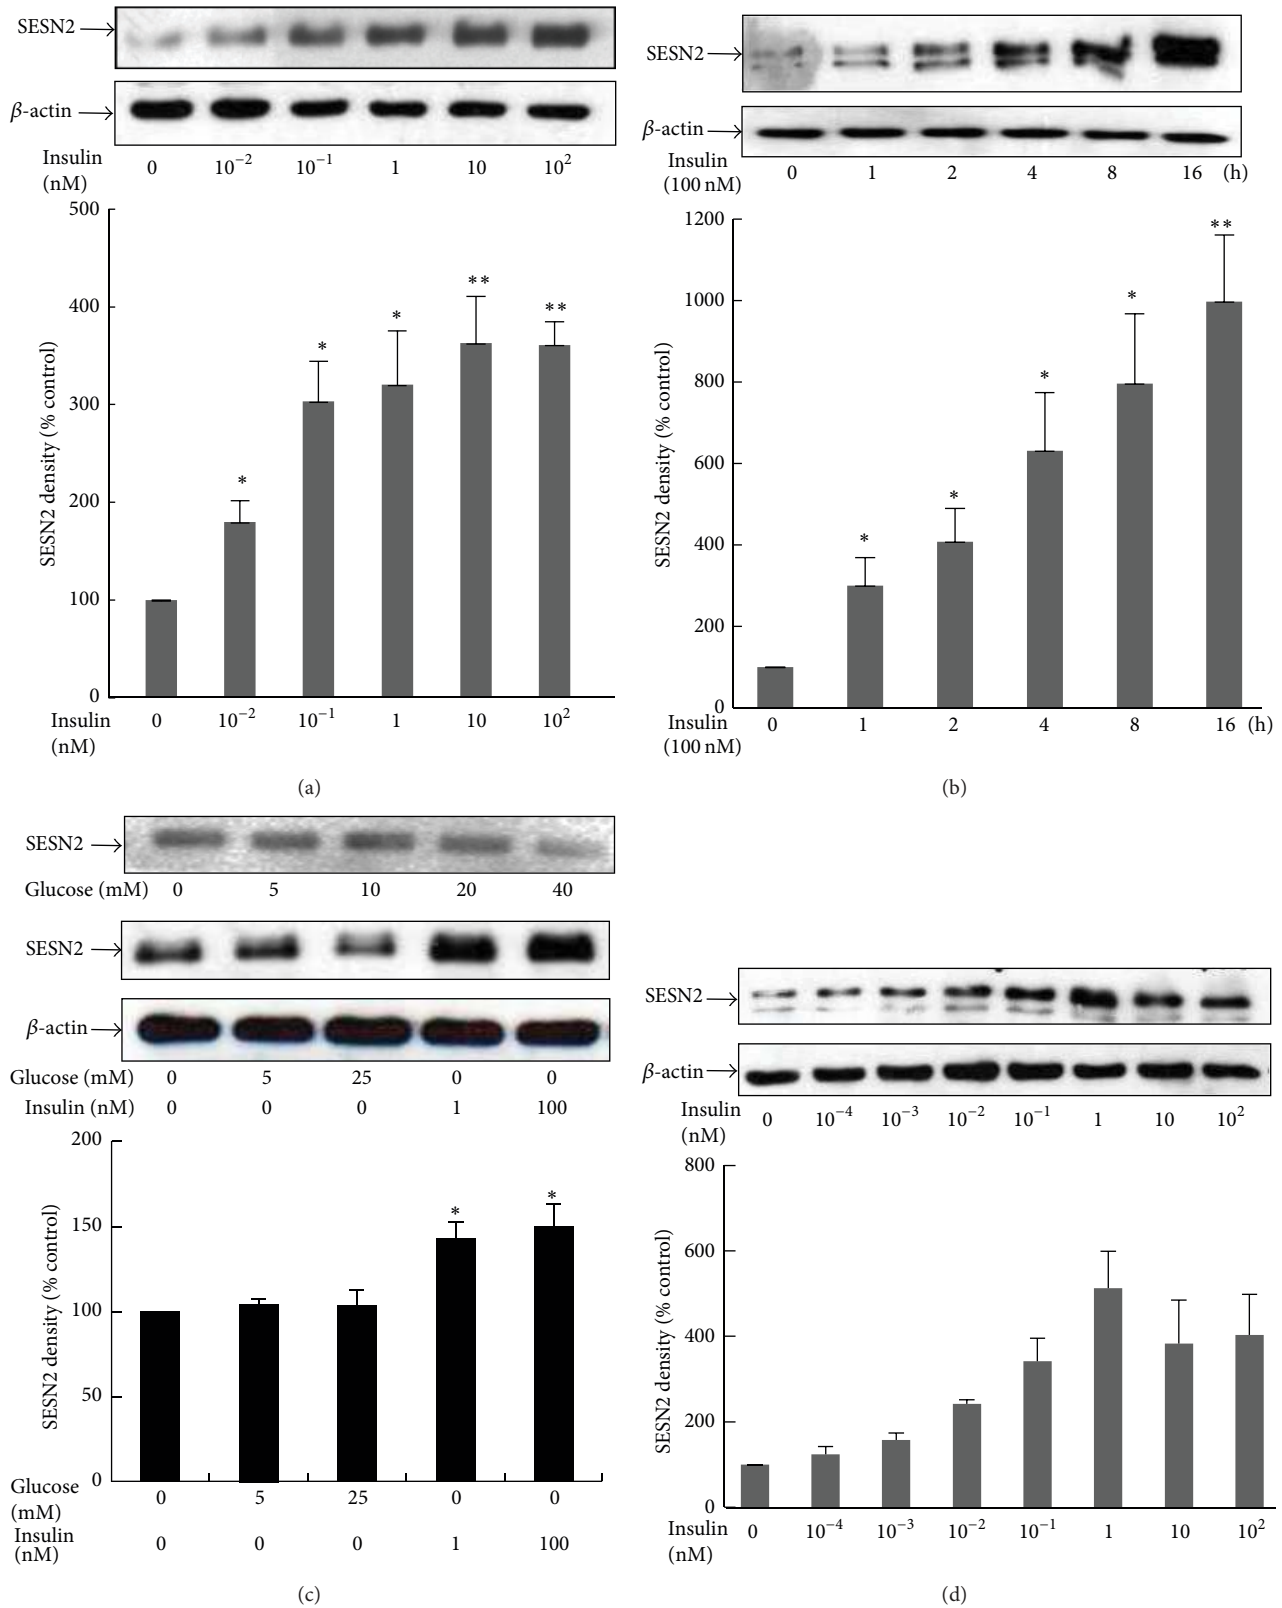 SESN2
β-actin
Insulin (nM) 0 10⁻² 10⁻¹ 1 10 10²
500
400
300
200
100
0
SESN2 density (% control)
* * * ** **
Insulin (nM) 0 10⁻² 10⁻¹ 1 10 10²
(a)
SESN2
β-actin
Insulin (100 nM) 0 1 2 4 8 16 (h)
1200
1000
800
600
400
200
0
SESN2 density (% control)
* * * * **
Insulin (100 nM) 0 1 2 4 8 16 (h)
(b)
SESN2
Glucose (mM) 0 5 10 20 40
SESN2
β-actin
Glucose (mM) 0 5 25 0 0
Insulin (nM) 0 0 0 1 100
200
150
100
50
0
SESN2 density (% control)
* *
Glucose (mM) 0 5 25 0 0
Insulin (nM) 0 0 0 1 100
(c)
SESN2
β-actin
Insulin (nM) 0 10⁻⁴ 10⁻³ 10⁻² 10⁻¹ 1 10 10²
800
600
400
200
0
SESN2 density (% control)
Insulin (nM) 0 10⁻⁴ 10⁻³ 10⁻² 10⁻¹ 1 10 10²
(d)